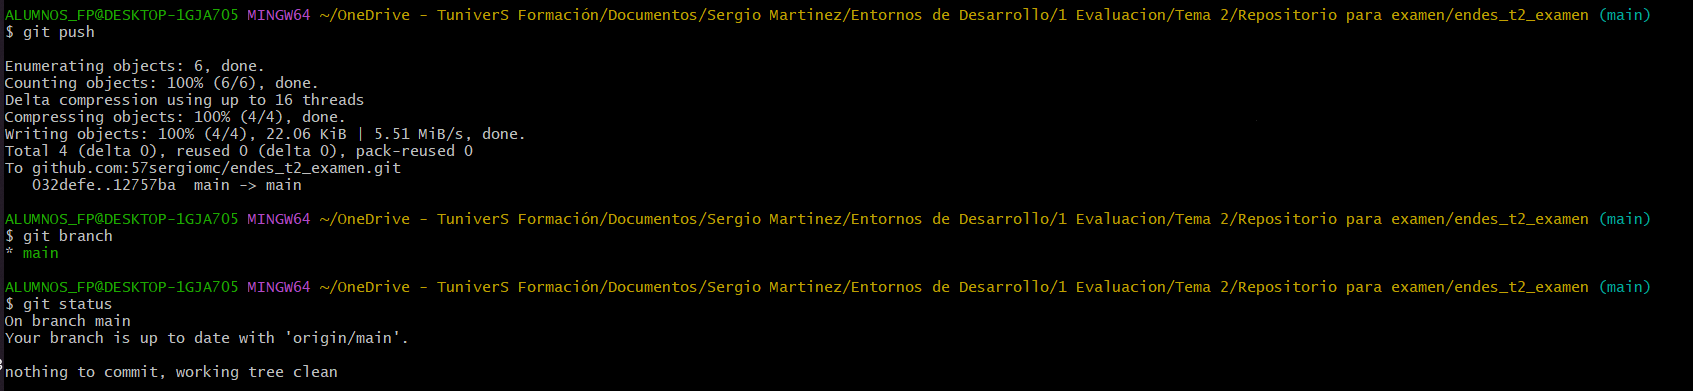 ALUMNOS_FP@DESKTOP-1GJA7O5 MINGW64 ~/OneDrive - TuniverS Formación/Documentos/Sergio Martinez/Entornos de Desarrollo/1 Evaluacion/Tema 2/Repositorio para examen/endes_t2_examen (main)
$ git push
Enumerating objects: 6, done.
Counting objects: 100% (6/6), done.
Delta compression using up to 16 threads
Compressing objects: 100% (4/4), done.
Writing objects: 100% (4/4), 22.06 KiB | 5.51 MiB/s, done.
Total 4 (delta 0), reused 0 (delta 0), pack-reused 0
To github.com:57sergiomc/endes_t2_examen.git
   032defe..12757ba  main -> main
ALUMNOS_FP@DESKTOP-1GJA7O5 MINGW64 ~/OneDrive - TuniverS Formación/Documentos/Sergio Martinez/Entornos de Desarrollo/1 Evaluacion/Tema 2/Repositorio para examen/endes_t2_examen (main)
$ git branch
* main
ALUMNOS_FP@DESKTOP-1GJA7O5 MINGW64 ~/OneDrive - TuniverS Formación/Documentos/Sergio Martinez/Entornos de Desarrollo/1 Evaluacion/Tema 2/Repositorio para examen/endes_t2_examen (main)
$ git status
On branch main
Your branch is up to date with 'origin/main'.
nothing to commit, working tree clean